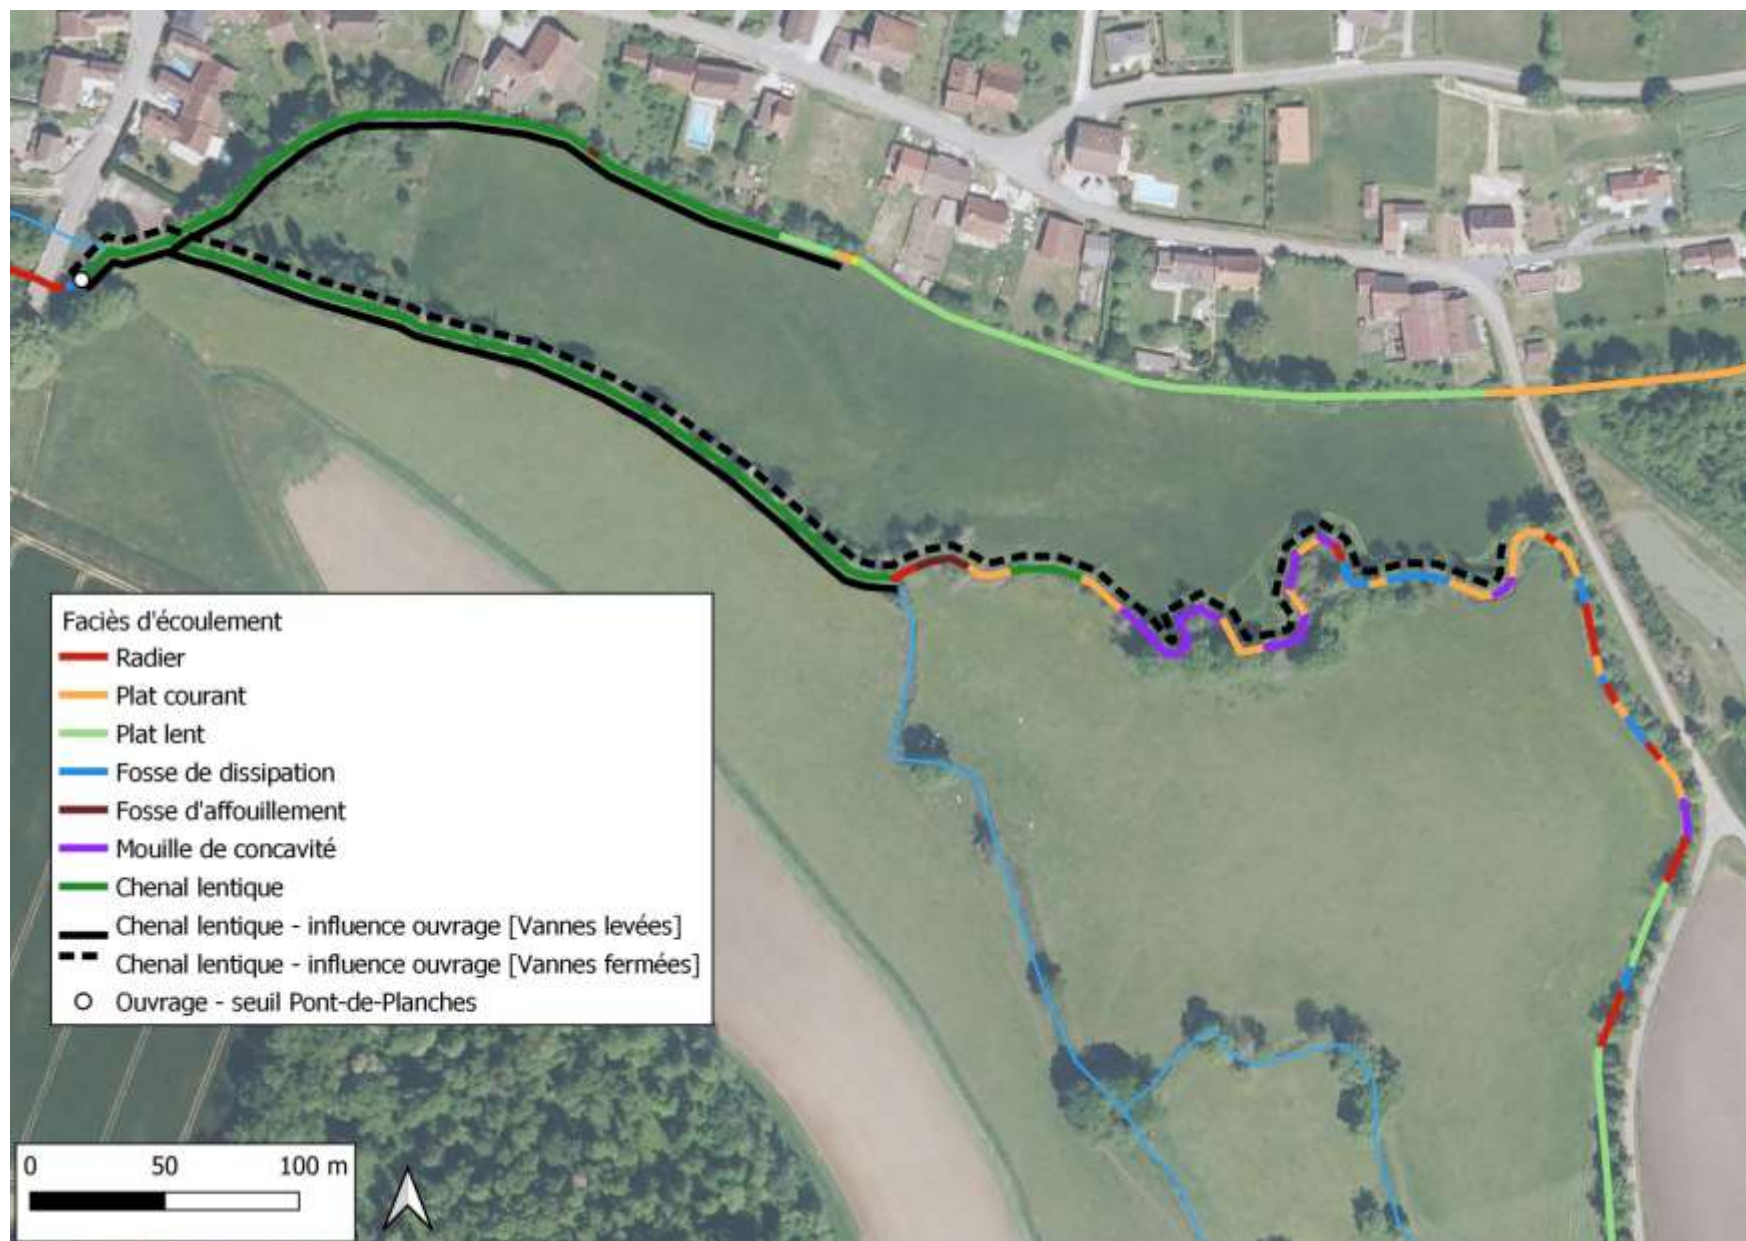 Faciès d'écoulement
Radier
Plat courant
Plat lent
Fosse de dissipation
Fosse d'affouillement
Mouille de concavité
Chenal lentique
Chenal lentique - influence ouvrage [Vannes levées]
Chenal lentique - influence ouvrage [Vannes fermées]
Ouvrage - seuil Pont-de-Planches
0 50 100 m